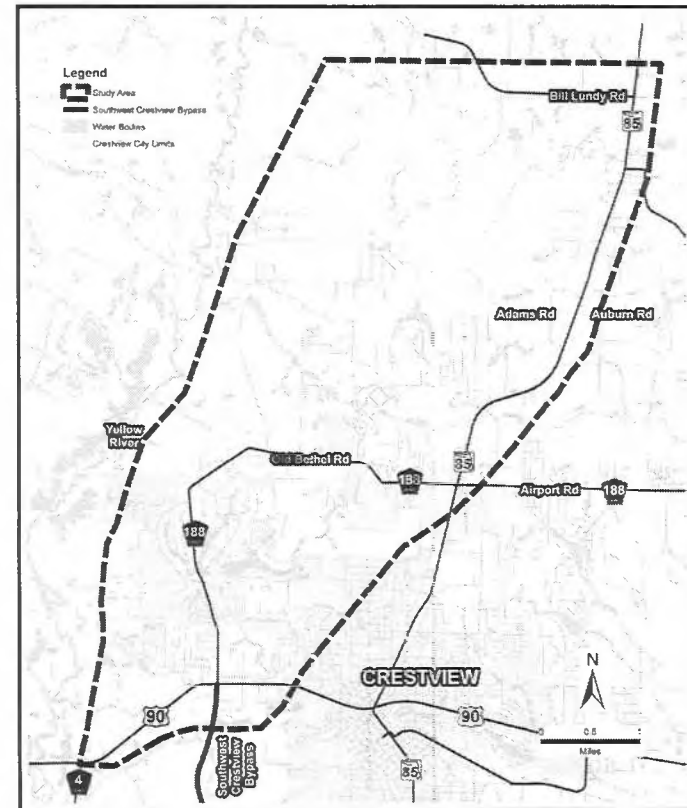 Legend
Study Area
Southwest Crestview Bypass
Water Bodies
Crestview City Limits
Bill Lundy Rd
85
Adams Rd
Auburn Rd
Yellow
River
Old Bethel Rd
85
188
Airport Rd
188
188
CRESTVIEW
N
90
90
0
0.5
1
Miles
4
Southwest
Crestview
Bypass
85